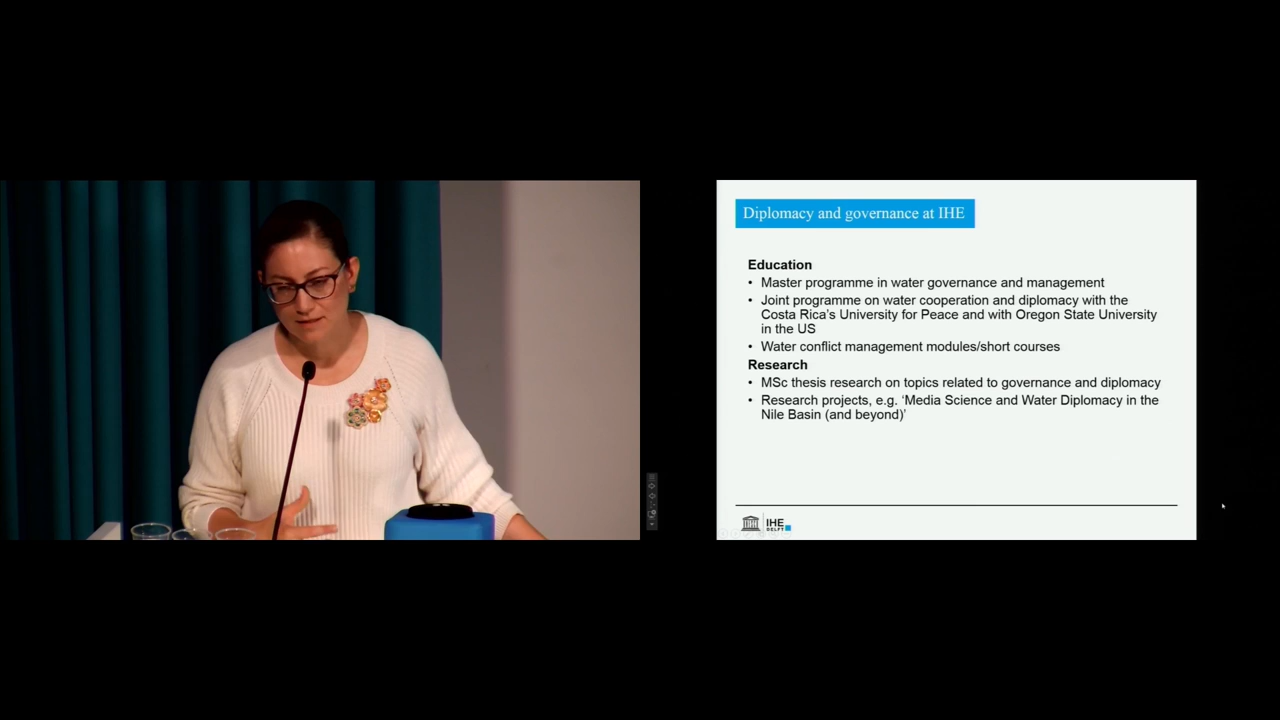 Diplomacy and governance at IHE
Education
• Master programme in water governance and management
• Joint programme on water cooperation and diplomacy with the
Costa Rica’s University for Peace and with Oregon State University
in the US
• Water conflict management modules/short courses
Research
• MSc thesis research on topics related to governance and diplomacy
• Research projects, e.g. ‘Media Science and Water Diplomacy in the
Nile Basin (and beyond)’
IHE
DELFT